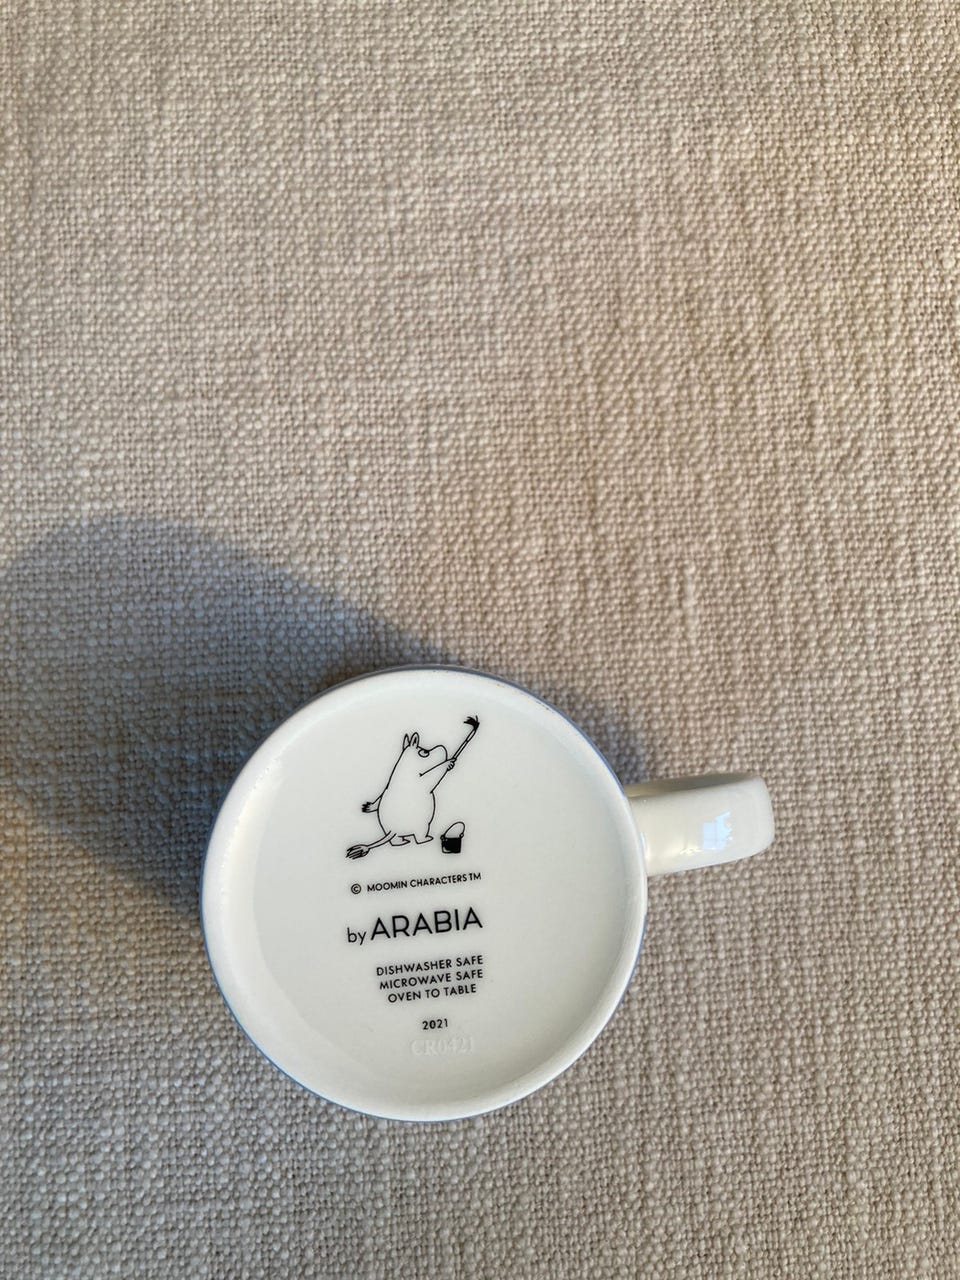 © MOOMIN CHARACTERS TM
by ARABIA
DISHWASHER SAFE
MICROWAVE SAFE
OVEN TO TABLE
2021
CR0421